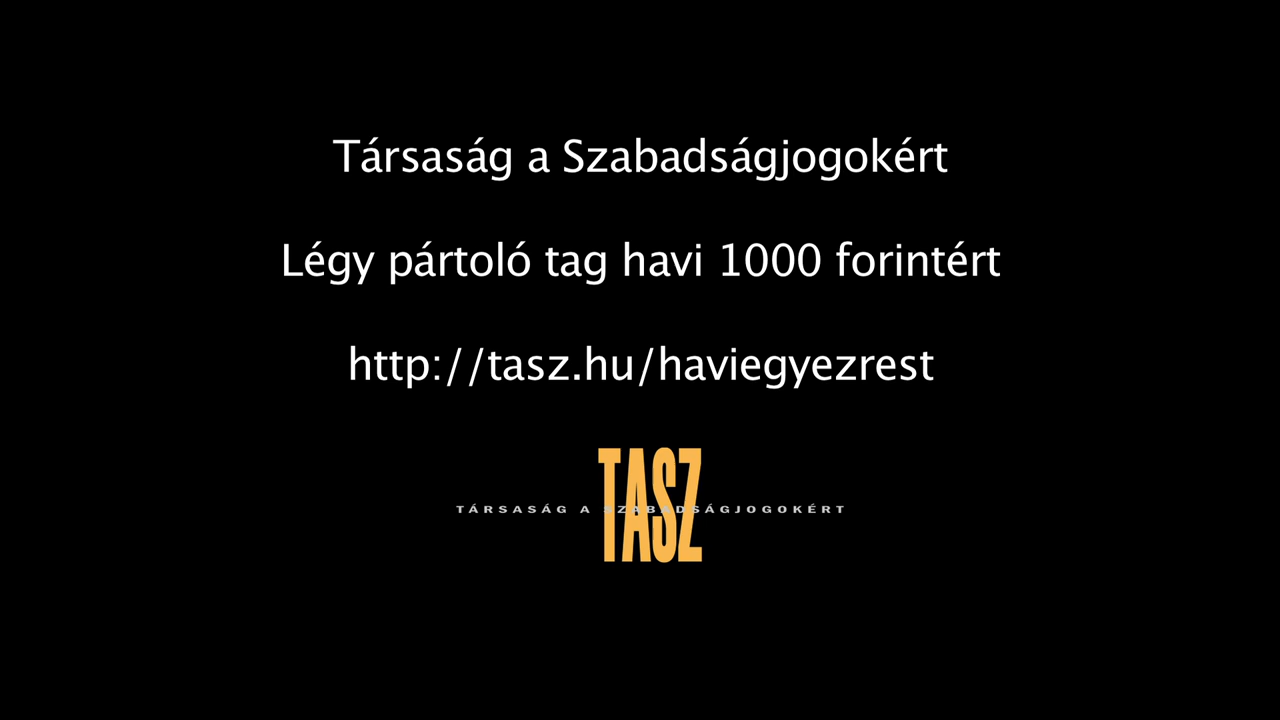 Társaság a Szabadságjogokért
Légy pártoló tag havi 1000 forintért
http://tasz.hu/haviegyezrest
TASZ
TÁRSASÁG A SZABADSÁGJOGOKÉRT